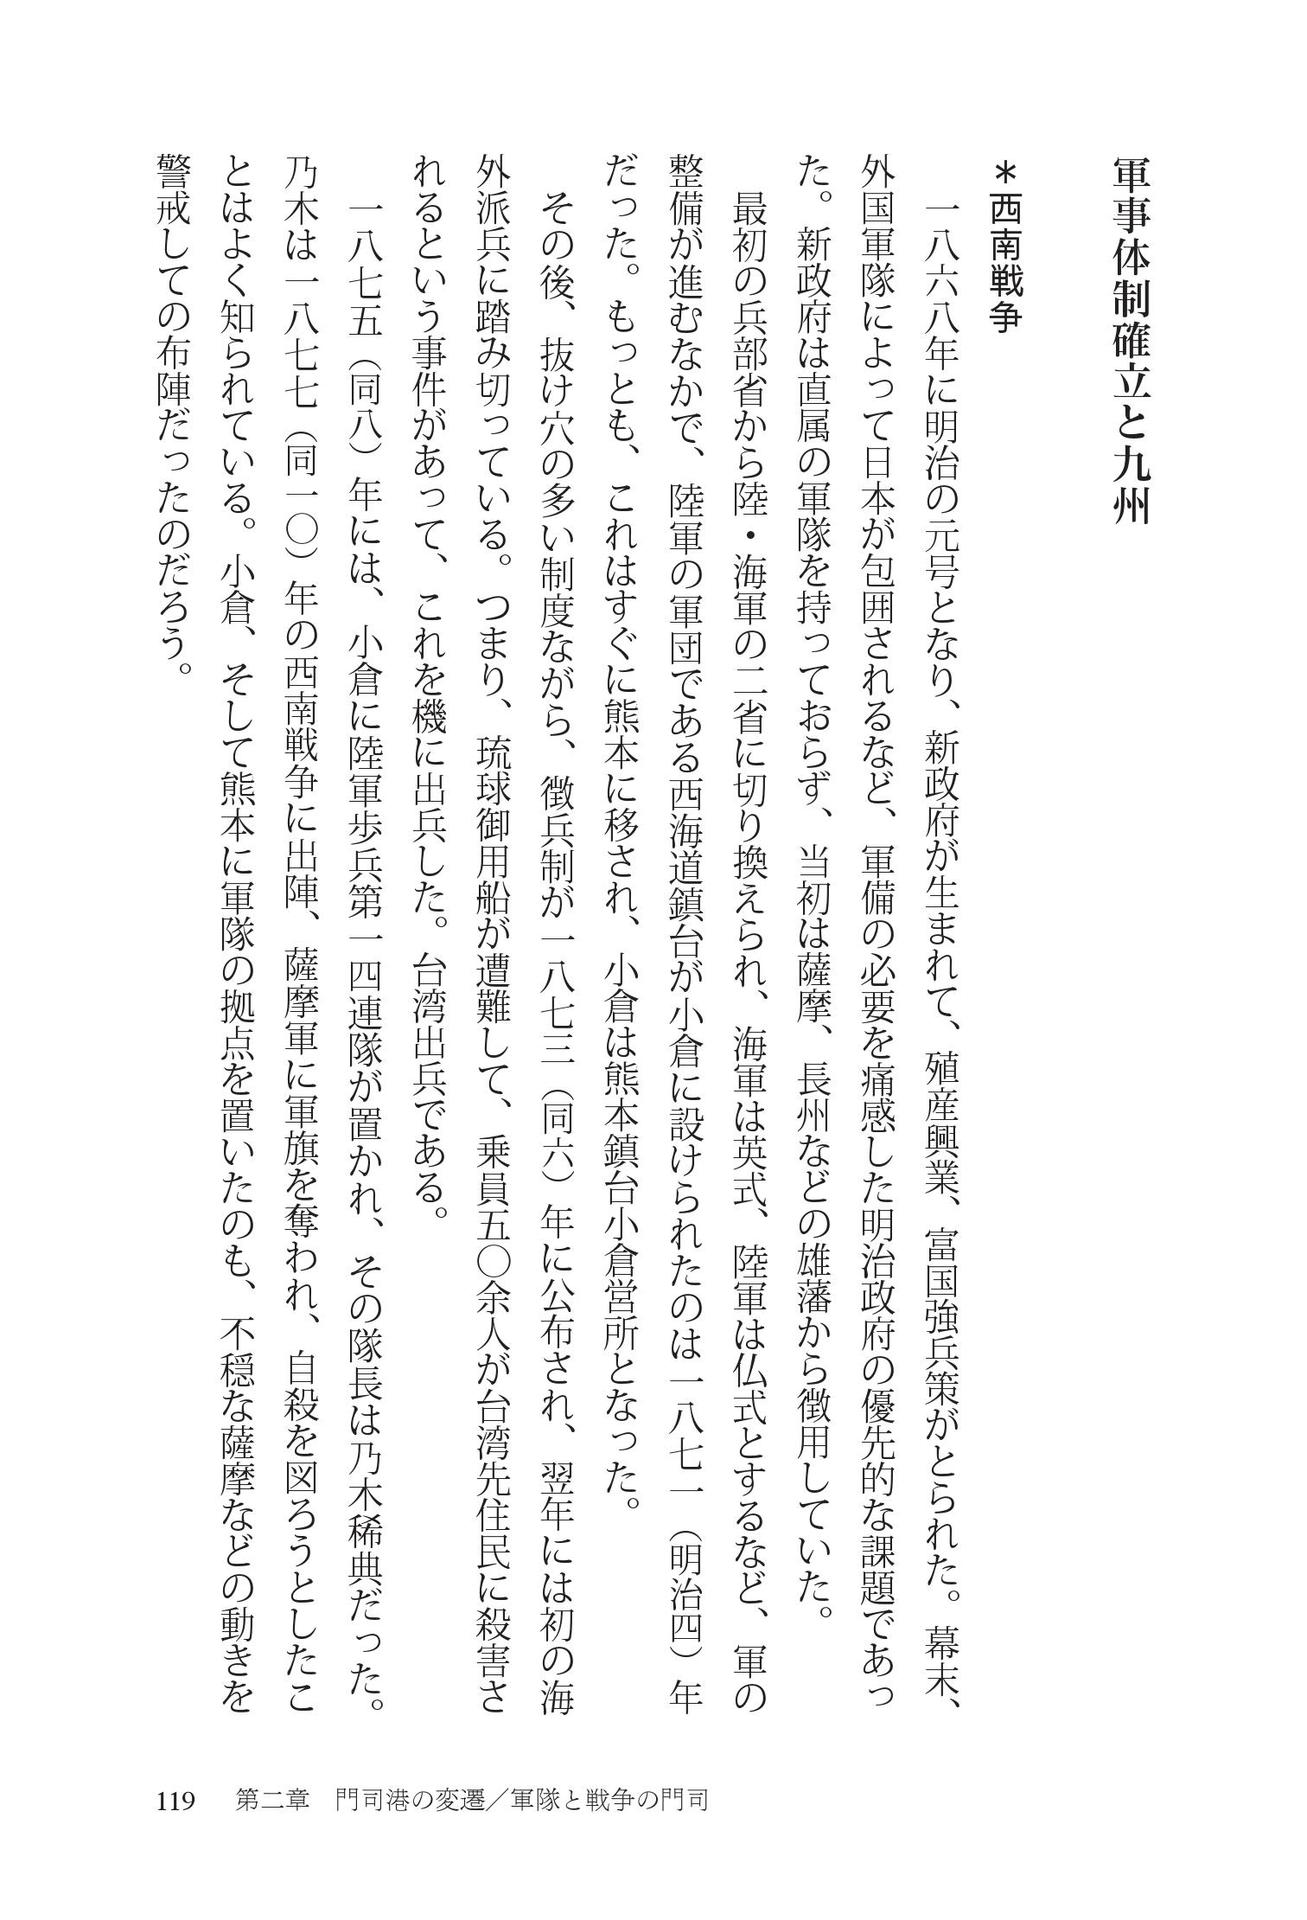 軍事体制確立と九州
＊西南戦争
　一八六八年に明治の元号となり、新政府が生まれて、殖産興業、富国強兵策がとられた。幕末、
外国軍隊によって日本が包囲されるなど、軍備の必要を痛感した明治政府の優先的な課題であっ
た。新政府は直属の軍隊を持っておらず、当初は薩摩、長州などの雄藩から徴用していた。
　最初の兵部省から陸・海軍の二省に切り換えられ、海軍は英式、陸軍は仏式とするなど、軍の
整備が進むなかで、陸軍の軍団である西海道鎮台が小倉に設けられたのは一八七一（明治四）年
だった。もっとも、これはすぐに熊本に移され、小倉は熊本鎮台小倉営所となった。
　その後、抜け穴の多い制度ながら、徴兵制が一八七三（同六）年に公布され、翌年には初の海
外派兵に踏み切っている。つまり、琉球御用船が遭難して、乗員五〇余人が台湾先住民に殺害さ
れるという事件があって、これを機に出兵した。台湾出兵である。
　一八七五（同八）年には、小倉に陸軍歩兵第一四連隊が置かれ、その隊長は乃木稀典だった。
乃木は一八七七（同一〇）年の西南戦争に出陣、薩摩軍に軍旗を奪われ、自殺を図ろうとしたこ
とはよく知られている。小倉、そして熊本に軍隊の拠点を置いたのも、不穏な薩摩などの動きを
警戒しての布陣だったのだろう。
119　第二章　門司港の変遷／軍隊と戦争の門司